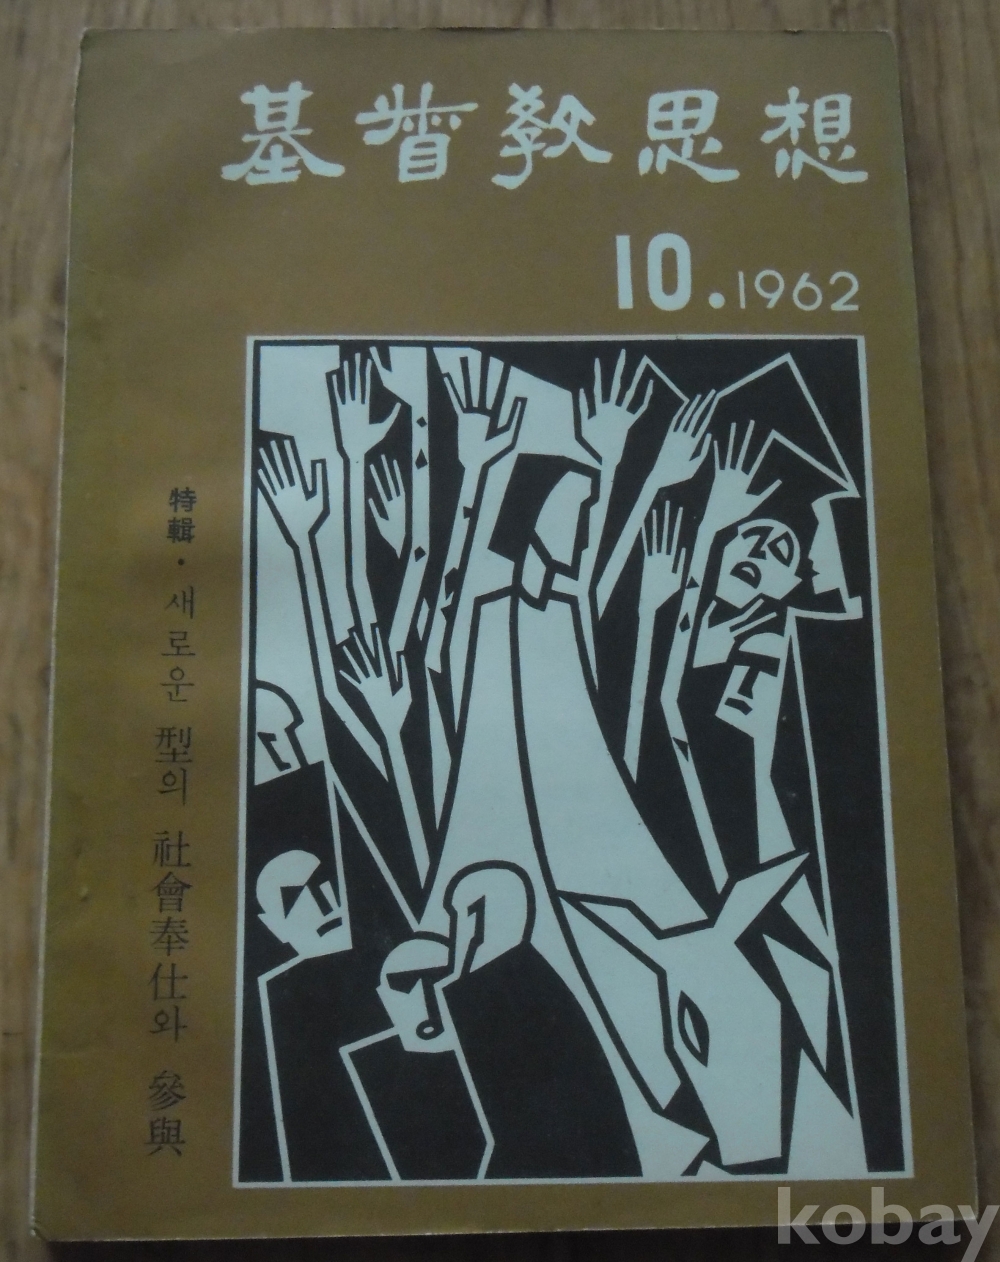 基督敎思想
10.1962
特輯・새로운 型의 社會奉仕와 參與
kobay